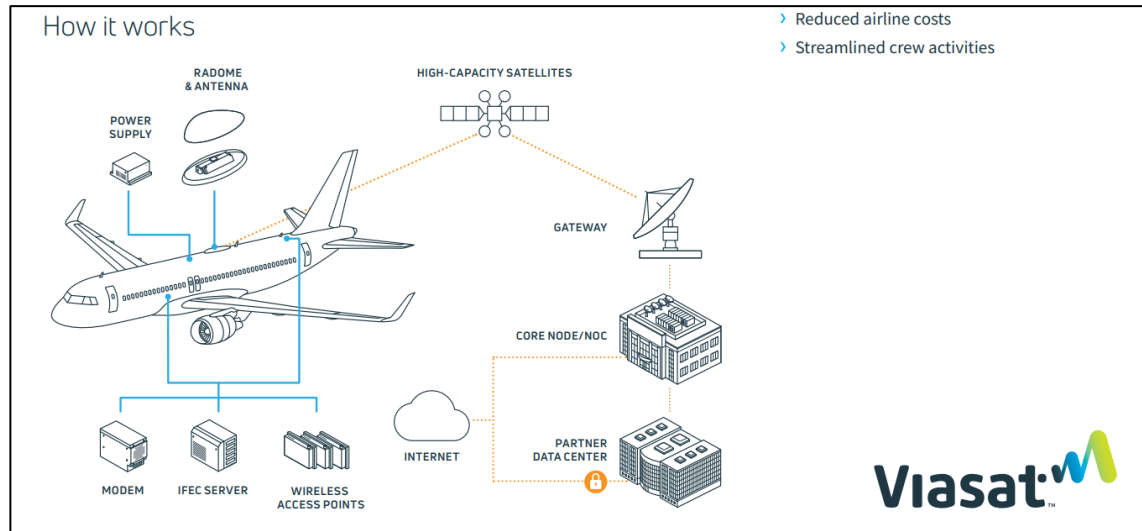 How it works
› Reduced airline costs
› Streamlined crew activities
RADOME
& ANTENNA
HIGH-CAPACITY SATELLITES
POWER
SUPPLY
GATEWAY
CORE NODE/NOC
INTERNET
PARTNER
DATA CENTER
MODEM
IFEC SERVER
WIRELESS
ACCESS POINTS
Viasat™